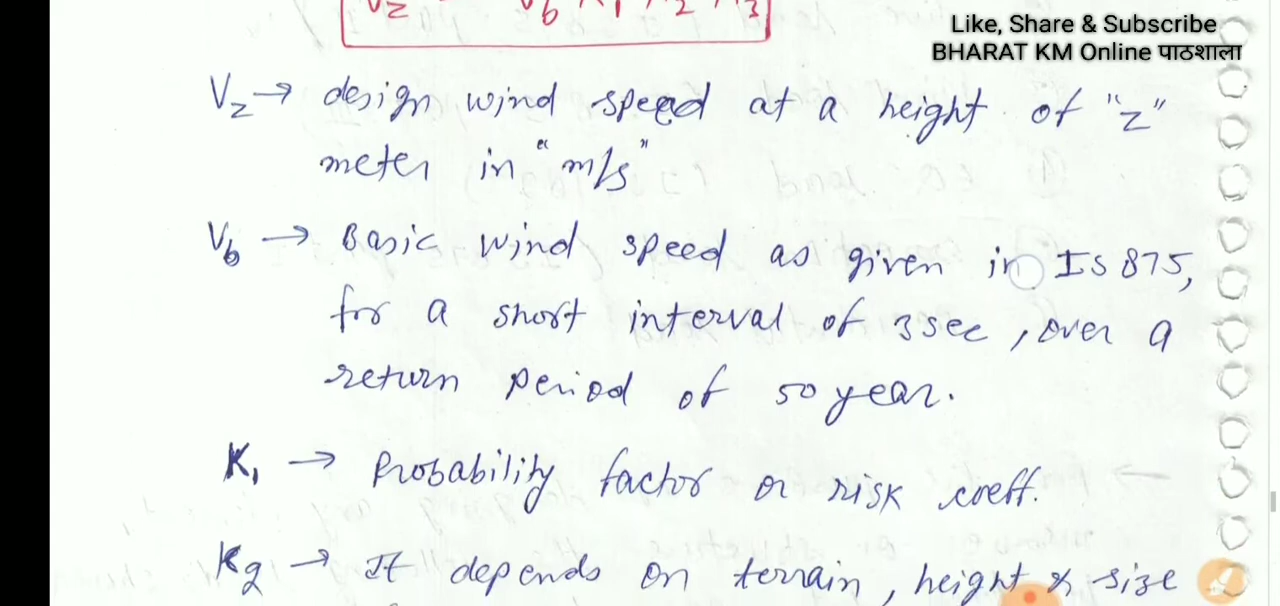 Like, Share & Subscribe
BHARAT KM Online पाठशाला
Vz → design wind speed at a height of "z"
meter in "m/s"
Vb → Basic wind speed as given in IS 875,
for a short interval of 3 sec, over a
return period of 50 year.
K1 → Probability factor or risk coeff.
K2 → It depends on terrain, height & size